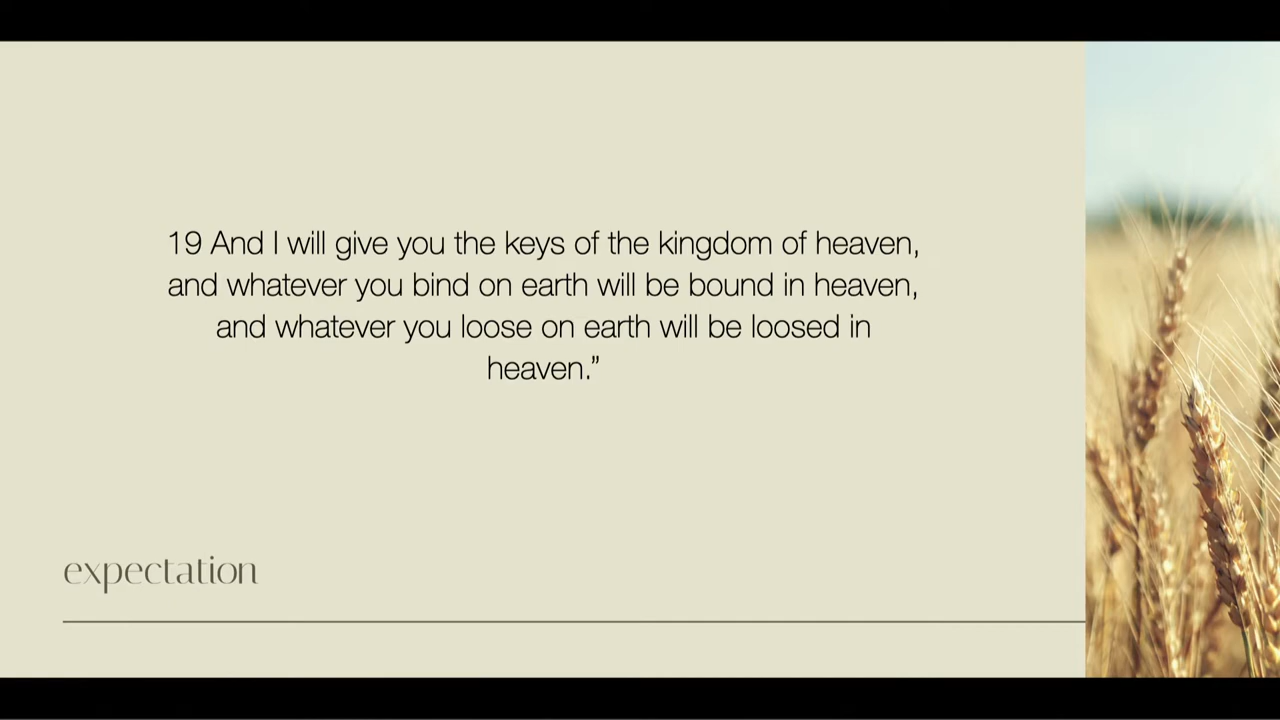 19 And I will give you the keys of the kingdom of heaven,
and whatever you bind on earth will be bound in heaven,
and whatever you loose on earth will be loosed in
heaven.”
expectation